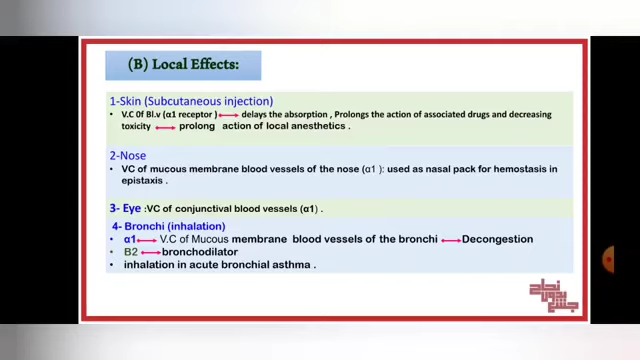 (B) Local Effects:
1-Skin (Subcutaneous injection)
• V.C Of Bl.v (α1 receptor) ⟷ delays the absorption , Prolongs the action of associated drugs and decreasing
toxicity ⟷ prolong action of local anesthetics .
2-Nose
• VC of mucous membrane blood vessels of the nose (α1 ): used as nasal pack for hemostasis in
epistaxis .
3- Eye :VC of conjunctival blood vessels (α1) .
4- Bronchi (inhalation)
• α1 ⟷ V.C of Mucous membrane blood vessels of the bronchi ⟷ Decongestion
• B2 ⟷ bronchodilator
• inhalation in acute bronchial asthma .